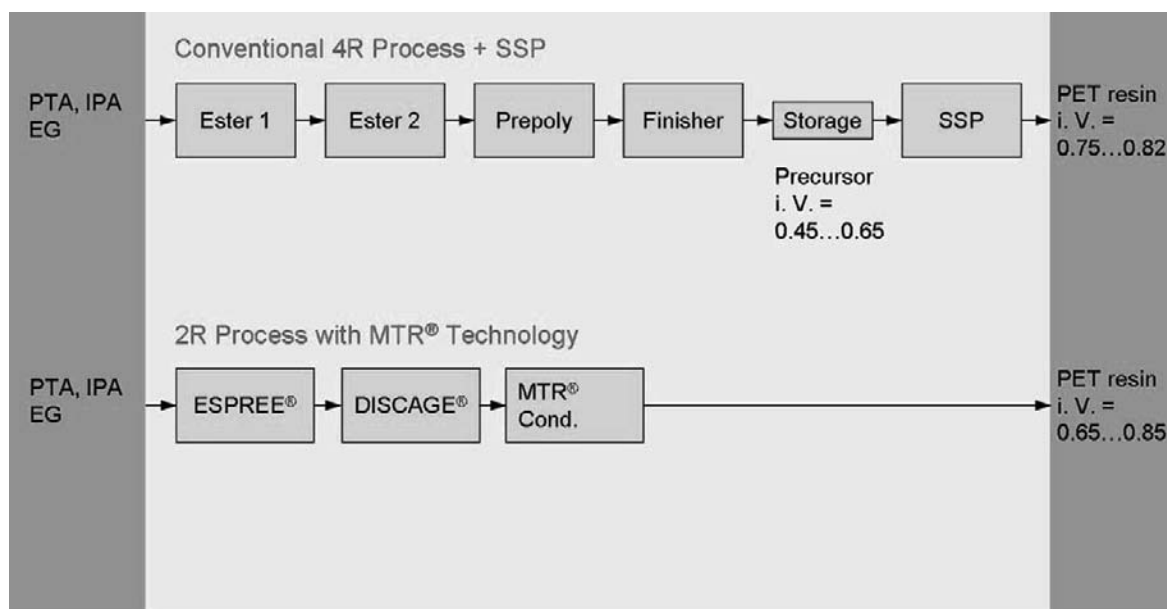 Conventional 4R Process + SSP
PTA, IPA
EG
Ester 1
Ester 2
Prepoly
Finisher
Storage
SSP
PET resin
i. V. =
0.75...0.82
Precursor
i. V. =
0.45...0.65
2R Process with MTR® Technology
PTA, IPA
EG
ESPREE®
DISCAGE®
MTR®
Cond.
PET resin
i. V. =
0.65...0.85